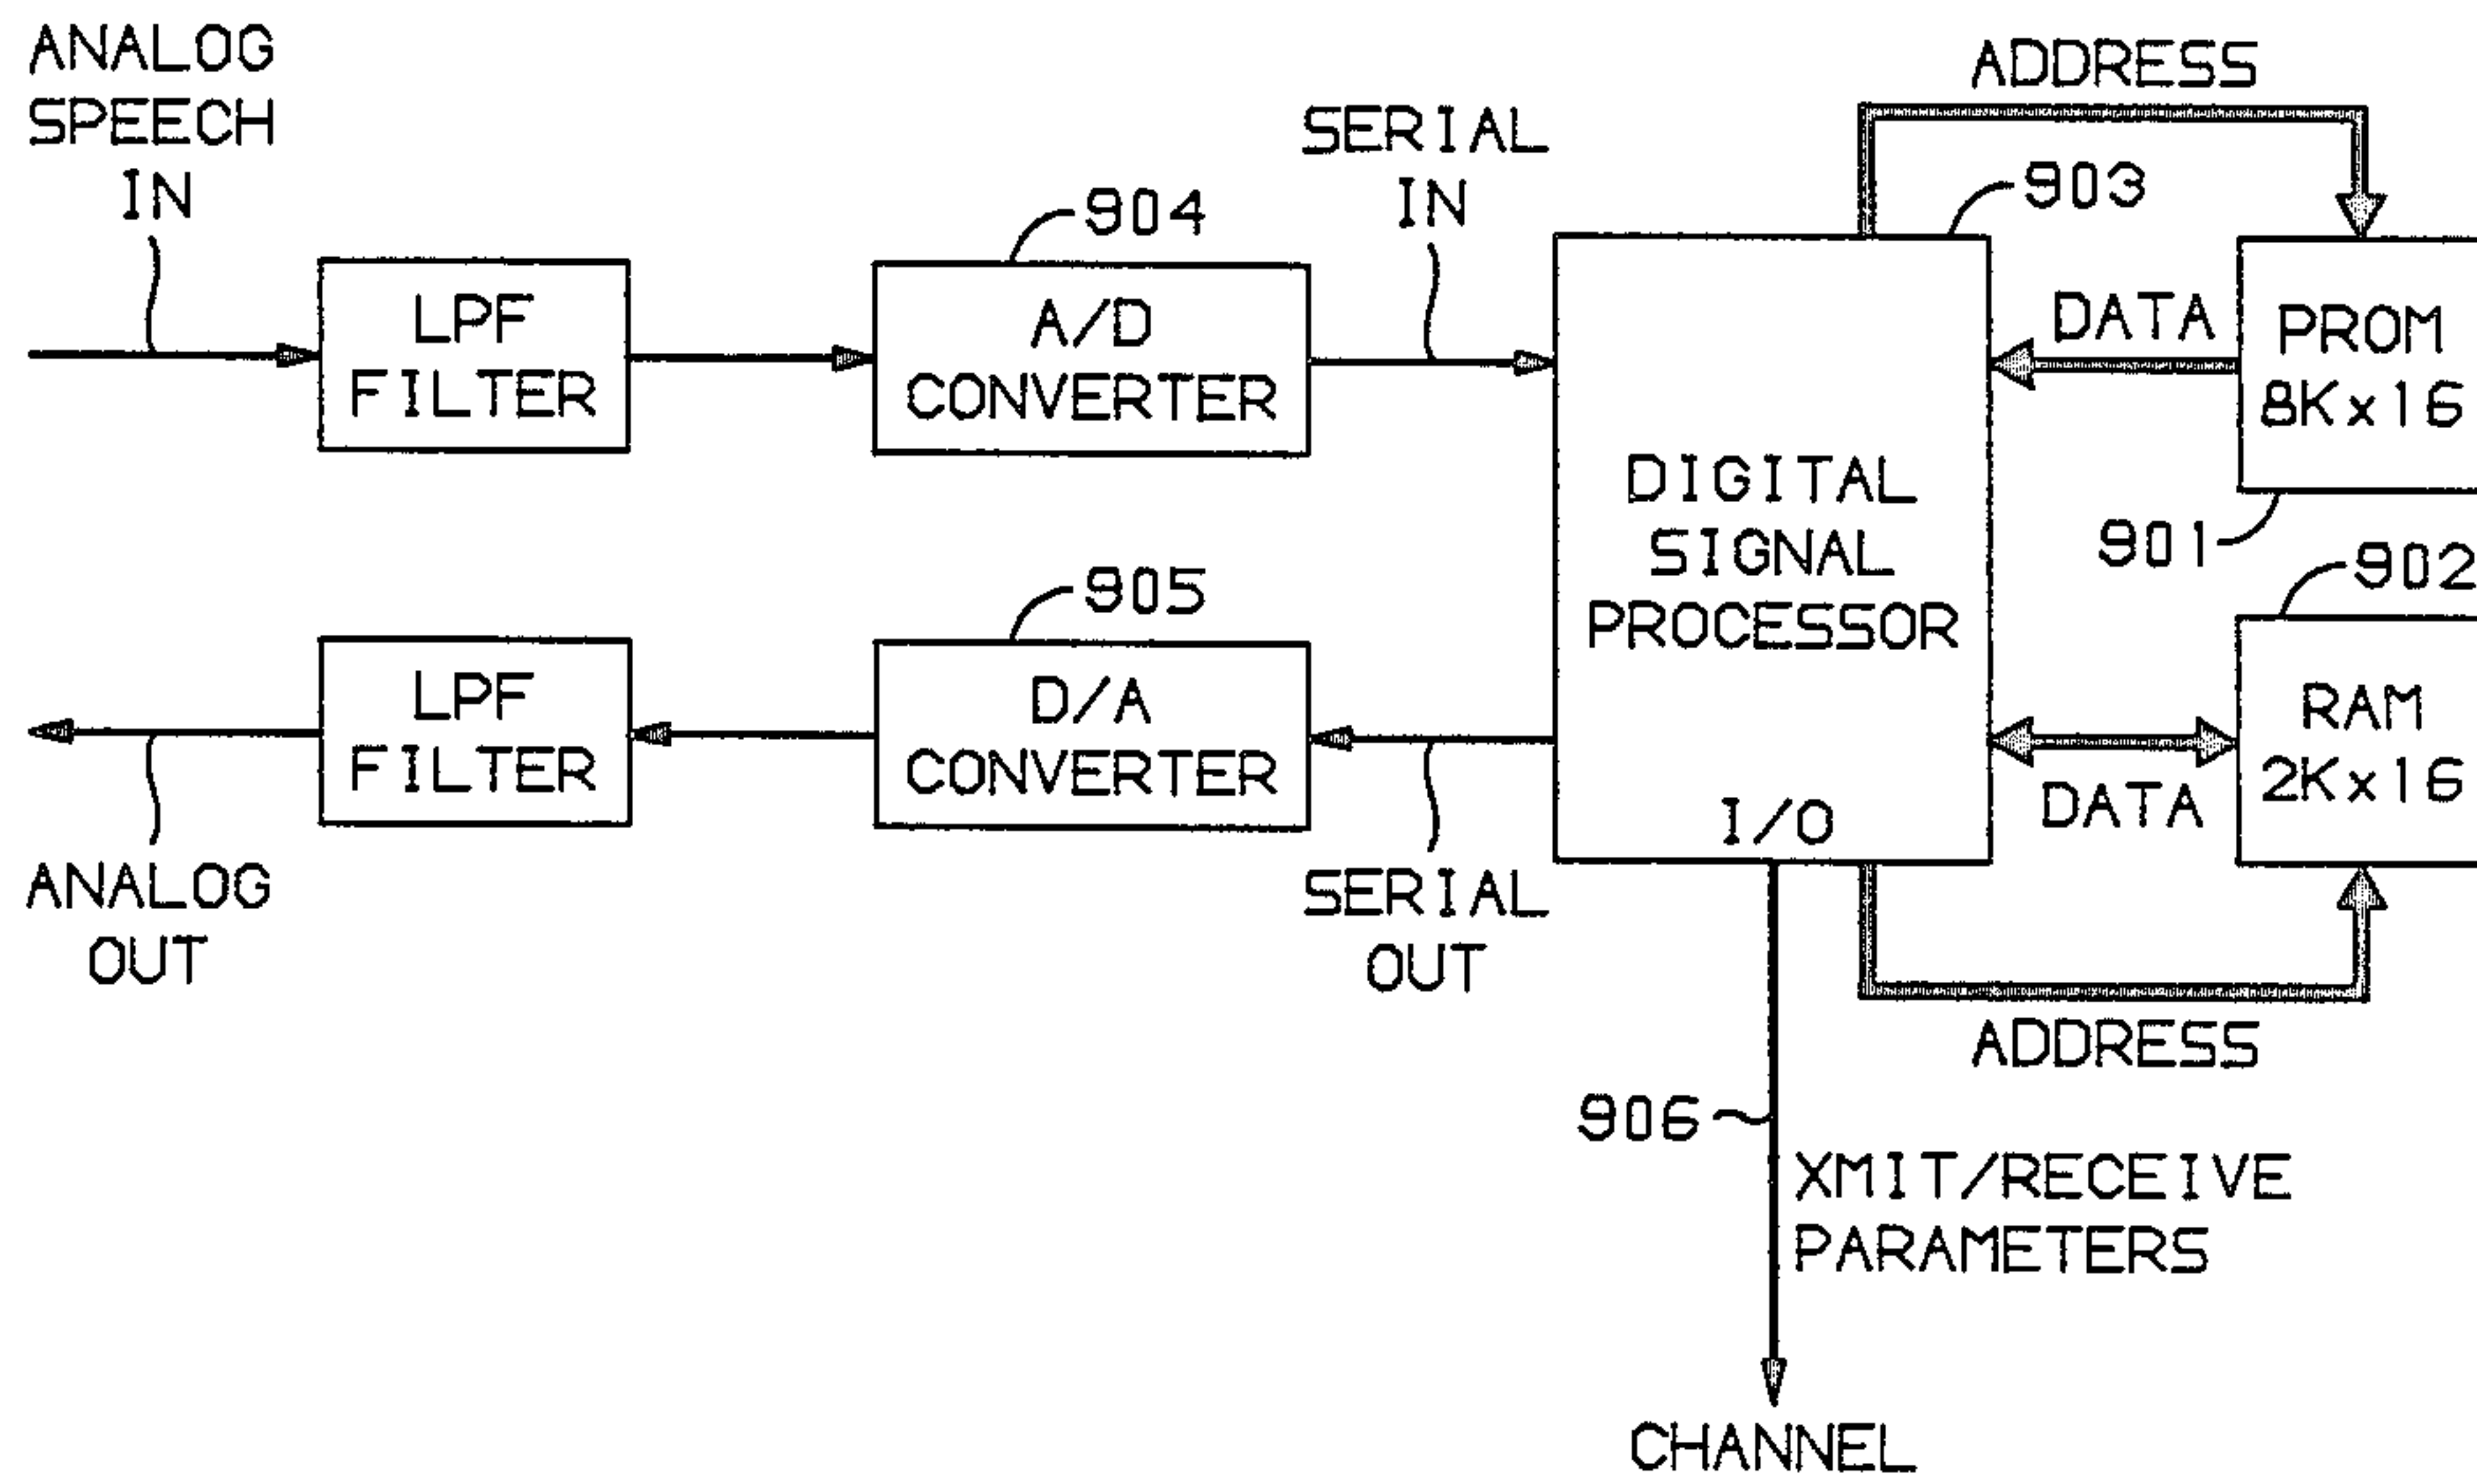 ANALOG
SPEECH
IN
SERIAL
IN
ADDRESS
904
903
LPF
FILTER
A/D
CONVERTER
DATA
PROM
8Kx16
DIGITAL
SIGNAL
PROCESSOR
901
902
905
LPF
FILTER
D/A
CONVERTER
RAM
2Kx16
DATA
I/O
ANALOG
OUT
SERIAL
OUT
ADDRESS
906
XMIT/RECEIVE
PARAMETERS
CHANNEL